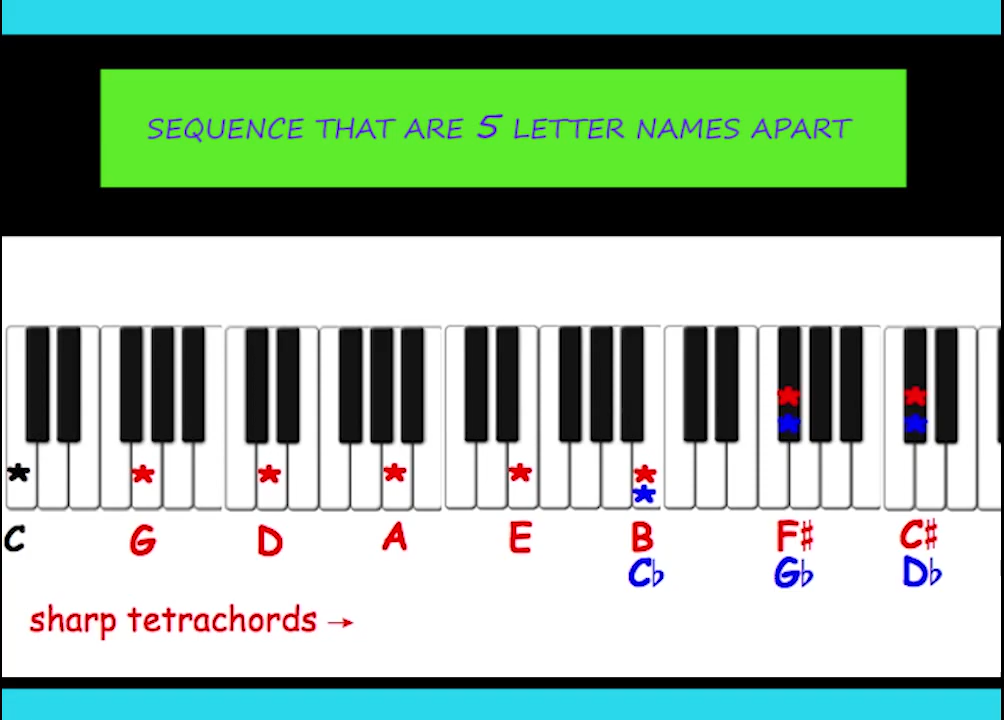 SEQUENCE THAT ARE 5 LETTER NAMES APART
C G D A E B F♯ C♯
C♭ G♭ D♭
sharp tetrachords →